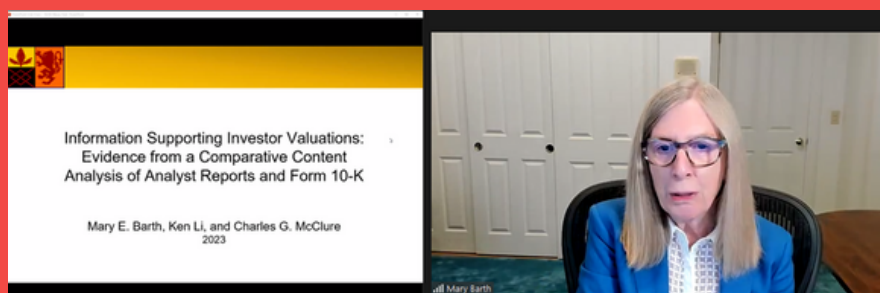 Information Supporting Investor Valuations:
Evidence from a Comparative Content
Analysis of Analyst Reports and Form 10-K
Mary E. Barth, Ken Li, and Charles G. McClure
2023
Mary Barth